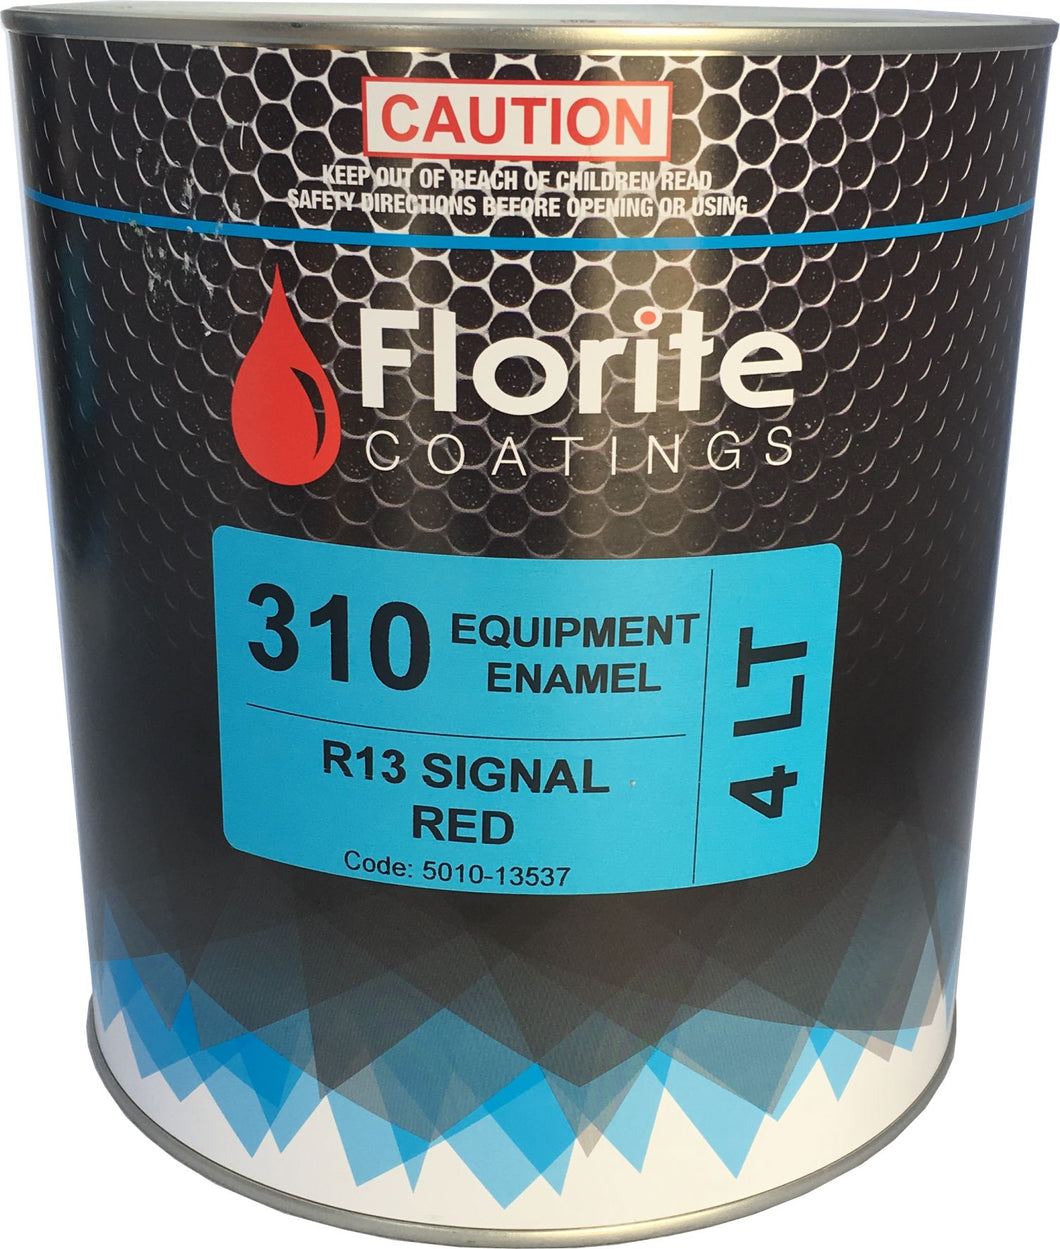 CAUTION
KEEP OUT OF REACH OF CHILDREN READ
SAFETY DIRECTIONS BEFORE OPENING OR USING
Florite
COATINGS
310 EQUIPMENT
ENAMEL
R13 SIGNAL
RED
Code: 5010-13537
4 LT